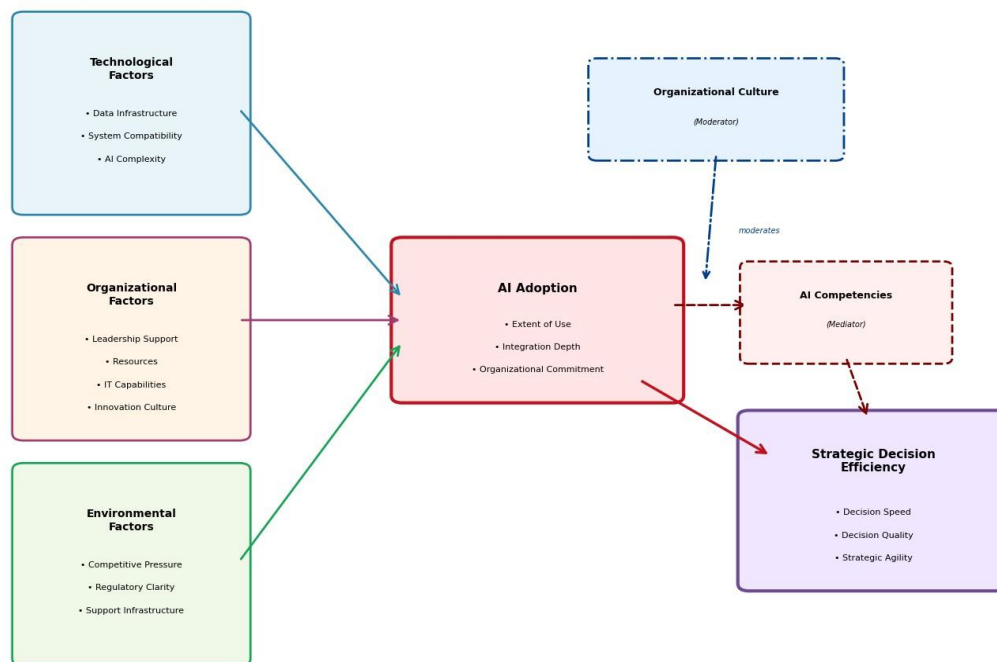 Technological
Factors
• Data Infrastructure
• System Compatibility
• AI Complexity
Organizational
Factors
• Leadership Support
• Resources
• IT Capabilities
• Innovation Culture
Environmental
Factors
• Competitive Pressure
• Regulatory Clarity
• Support Infrastructure
AI Adoption
• Extent of Use
• Integration Depth
• Organizational Commitment
Organizational Culture
(Moderator)
moderates
AI Competencies
(Mediator)
Strategic Decision
Efficiency
• Decision Speed
• Decision Quality
• Strategic Agility